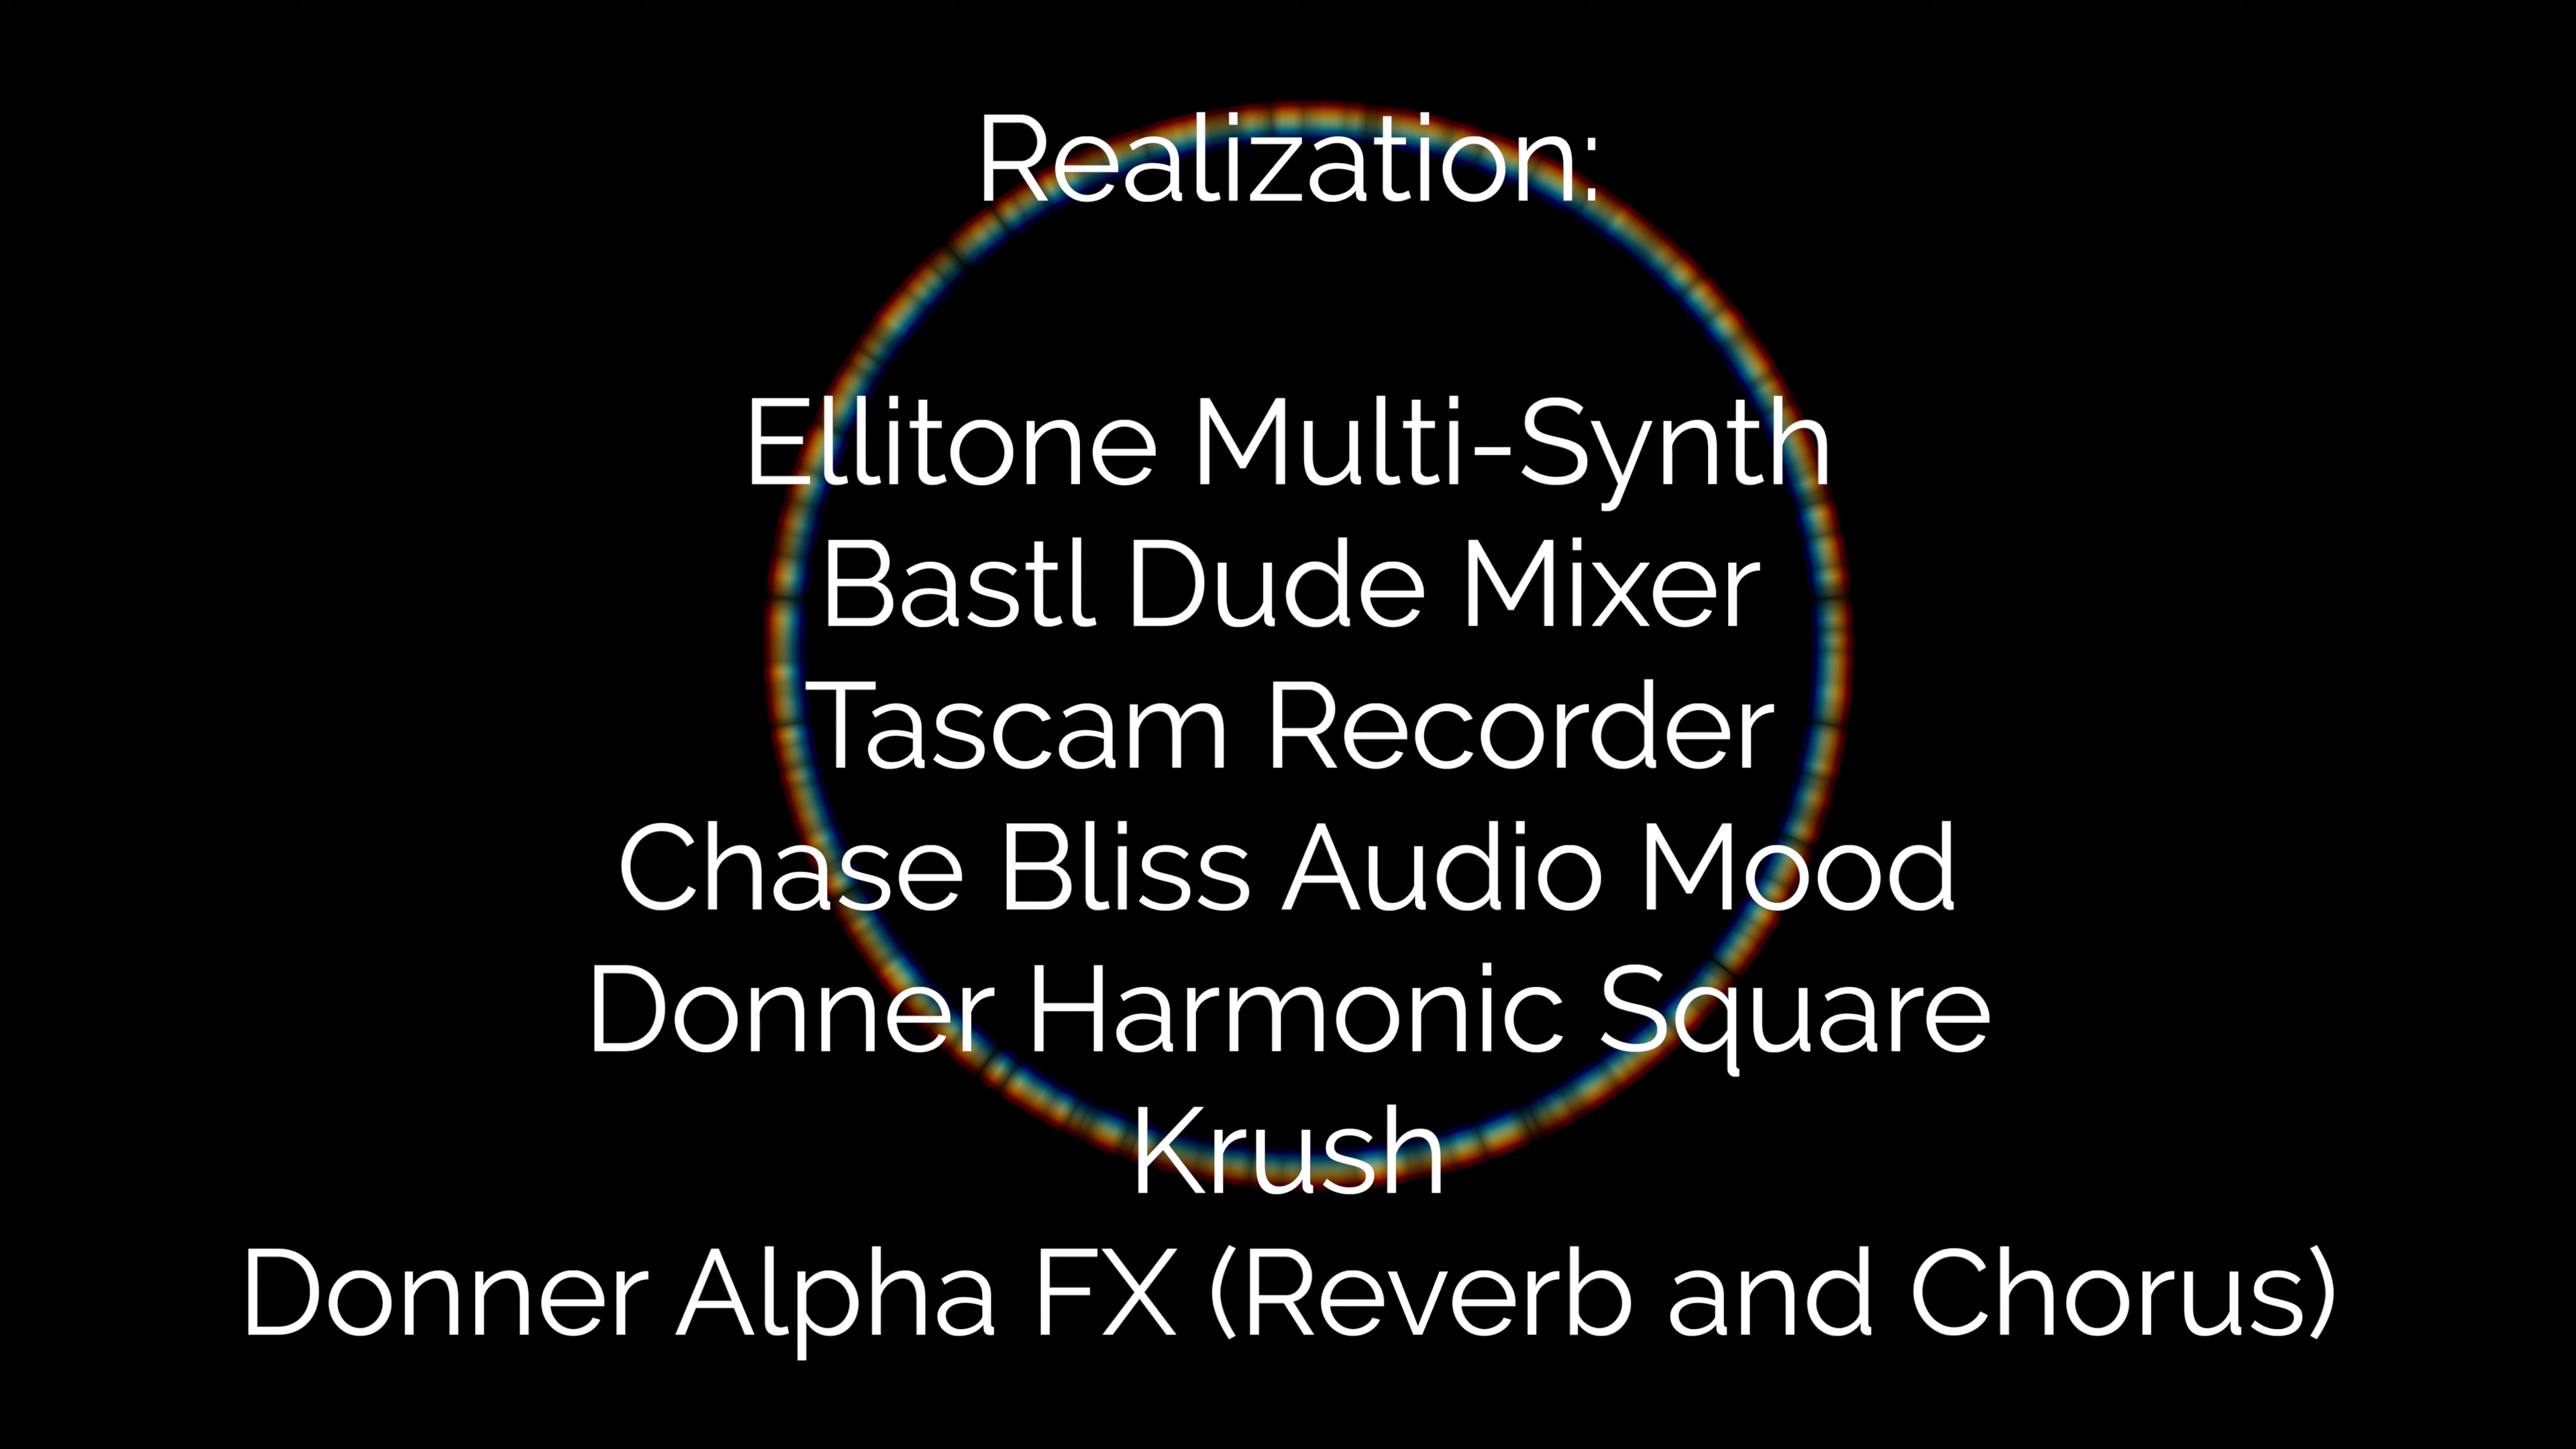 Realization:
Ellitone Multi-Synth
Bastl Dude Mixer
Tascam Recorder
Chase Bliss Audio Mood
Donner Harmonic Square
Krush
Donner Alpha FX (Reverb and Chorus)